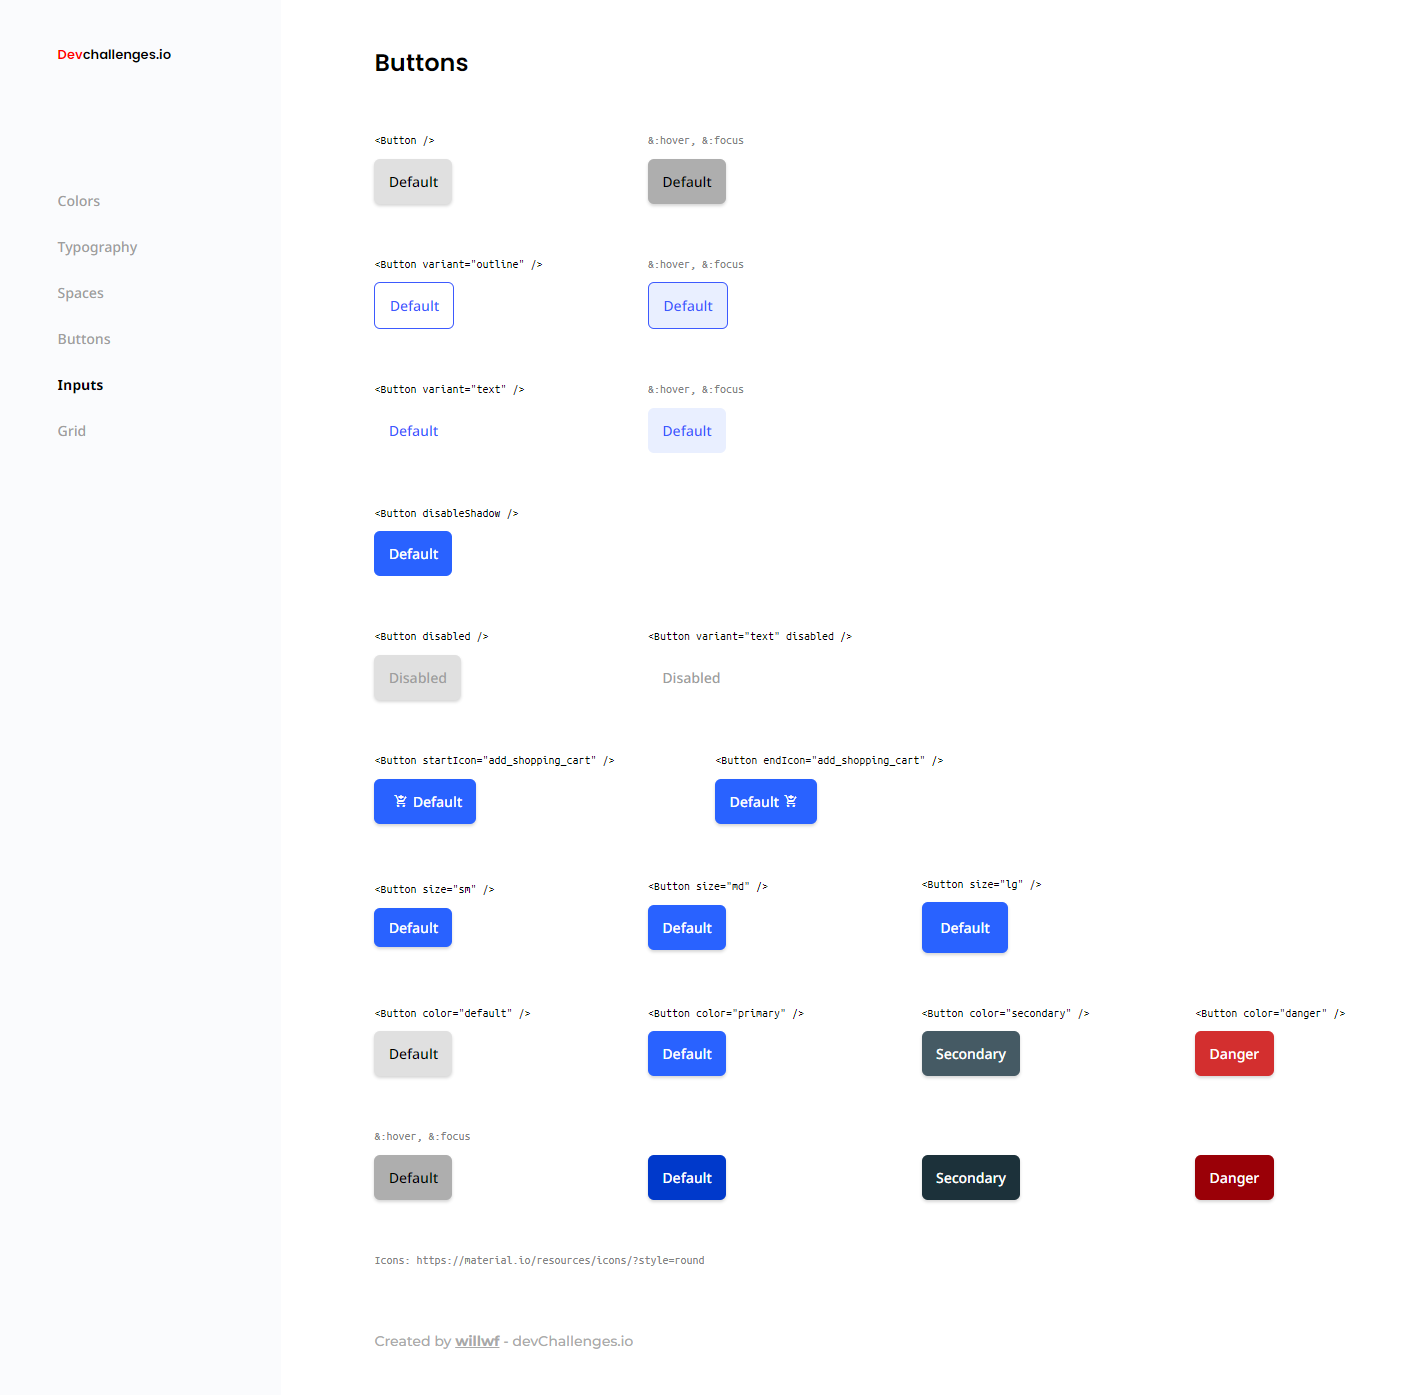 Devchallenges.io
Colors
Typography
Spaces
Buttons
Inputs
Grid
Buttons
<Button />
&:hover, &:focus
Default
Default
<Button variant="outline" />
&:hover, &:focus
Default
Default
<Button variant="text" />
&:hover, &:focus
Default
Default
<Button disableShadow />
Default
<Button disabled />
<Button variant="text" disabled />
Disabled
Disabled
<Button startIcon="add_shopping_cart" />
<Button endIcon="add_shopping_cart" />
Default
Default
<Button size="sm" />
<Button size="md" />
<Button size="lg" />
Default
Default
Default
<Button color="default" />
<Button color="primary" />
<Button color="secondary" />
<Button color="danger" />
Default
Default
Secondary
Danger
&:hover, &:focus
Default
Default
Secondary
Danger
Icons: https://material.io/resources/icons/?style=round
Created by willwf - devChallenges.io